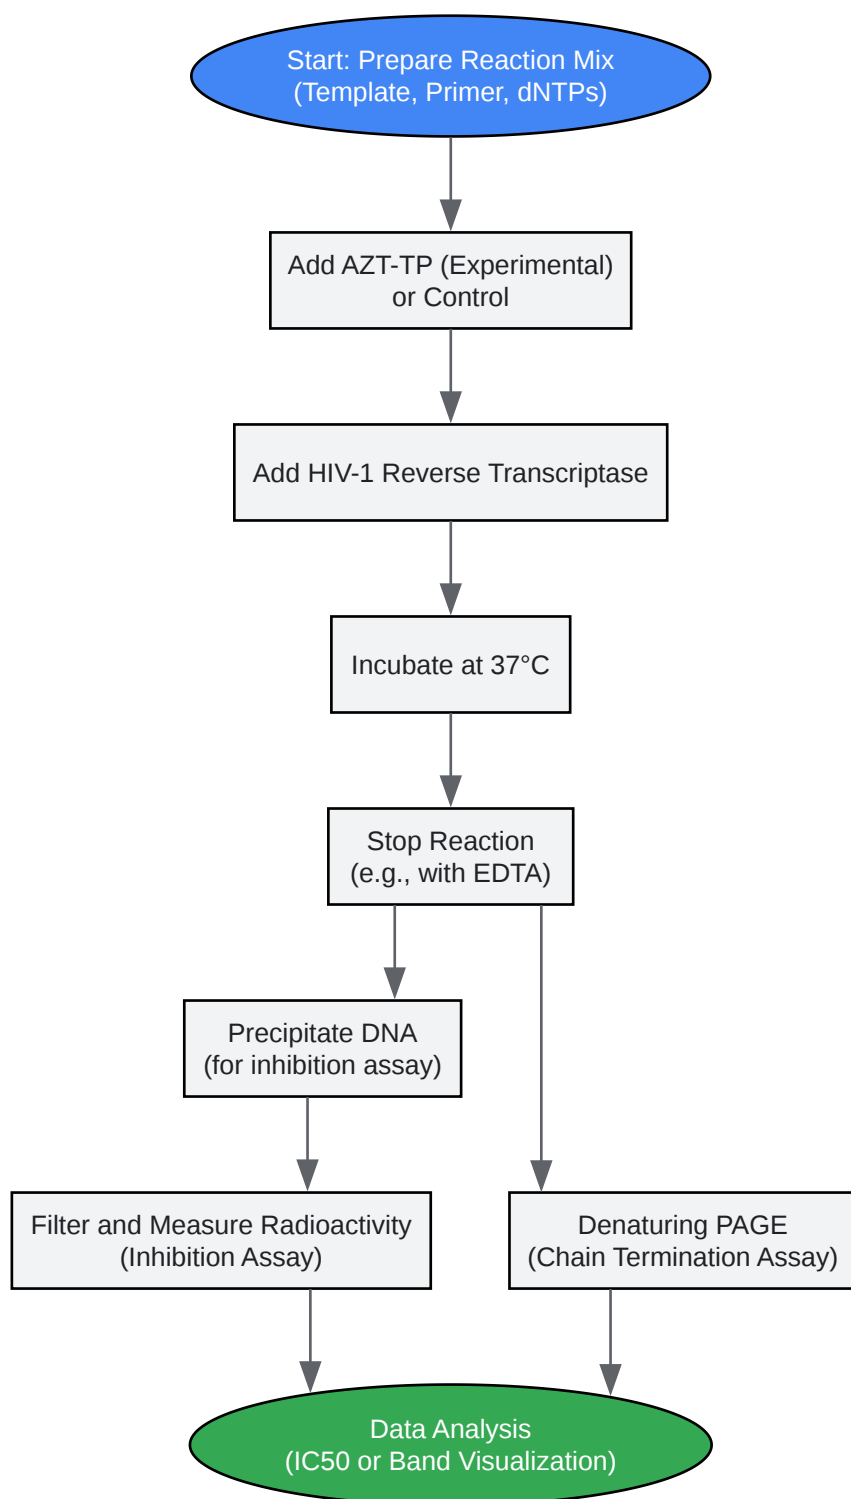 Start: Prepare Reaction Mix
(Template, Primer, dNTPs)
Add AZT-TP (Experimental)
or Control
Add HIV-1 Reverse Transcriptase
Incubate at 37°C
Stop Reaction
(e.g., with EDTA)
Precipitate DNA
(for inhibition assay)
Filter and Measure Radioactivity
(Inhibition Assay)
Denaturing PAGE
(Chain Termination Assay)
Data Analysis
(IC50 or Band Visualization)